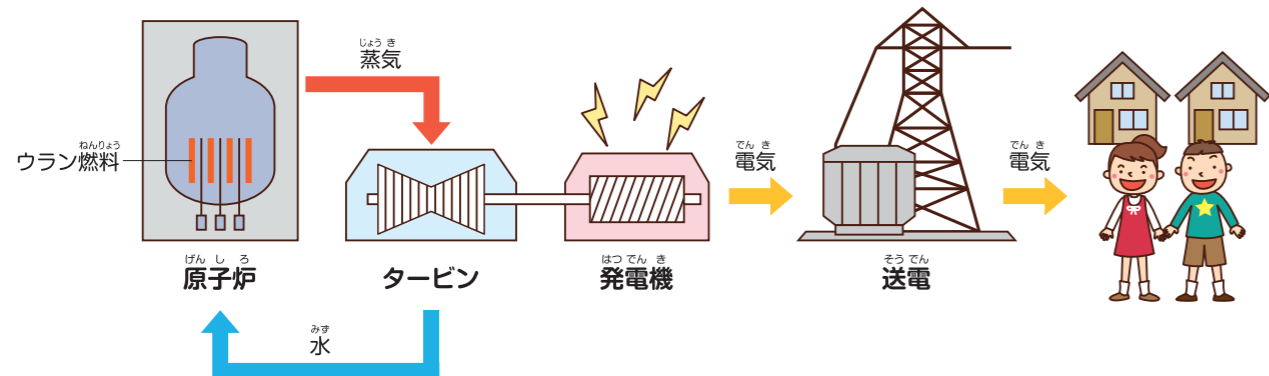 じょう き
蒸気
ねんりょう
ウラン燃料
でん き
電気
でん き
電気
げん し ろ
原子炉
タービン
はつ でん き
発電機
そう でん
送電
みず
水